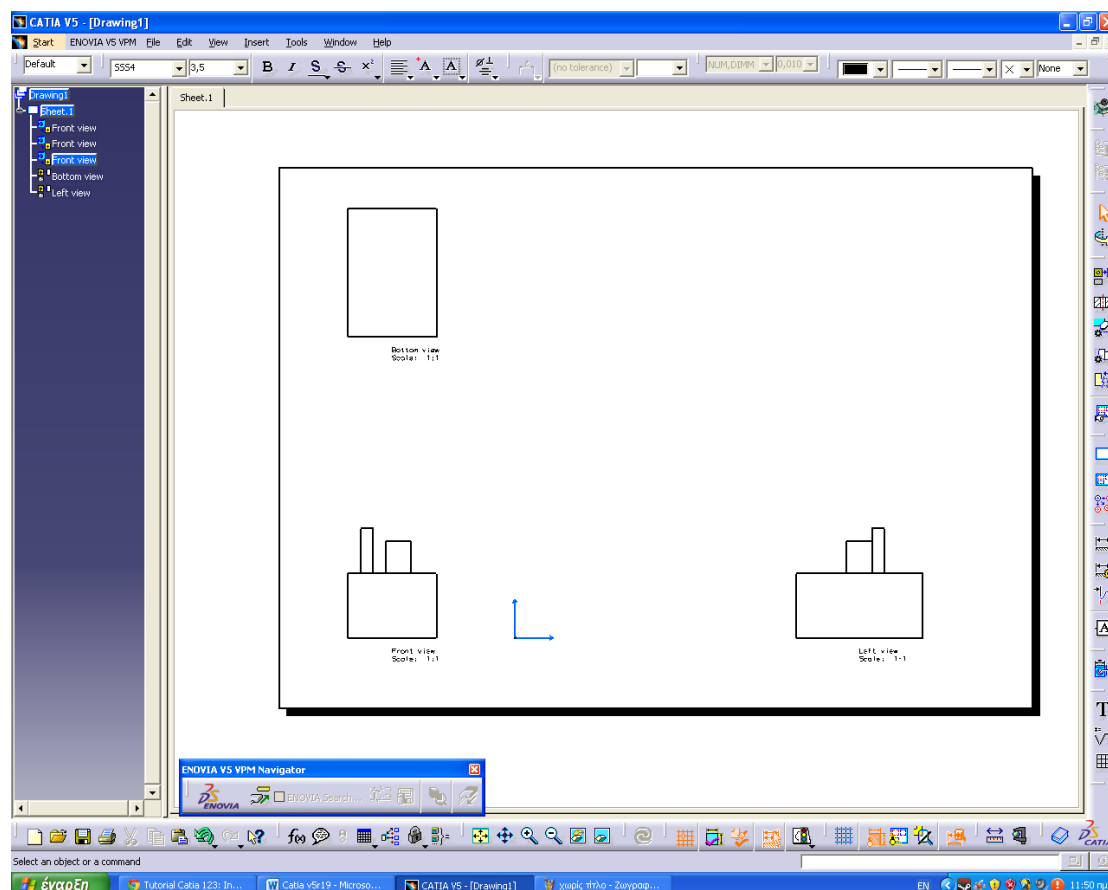 CATIA V5 - [Drawing1]
Start ENOVIA V5 VPM File Edit View Insert Tools Window Help
Default SSS4 3,5 B I S S x² A A (no tolerance) NUM,DIMM 0,010 None
Drawing1
Sheet.1
Front view
Front view
Front view
Bottom view
Left view
Sheet.1
Bottom view
Scale: 1:1
Front view
Scale: 1:1
Left view
Scale: 1:1
ENOVIA V5 VPM Navigator
ENOVIA ENOVIA Search...
Select an object or a command
CATIA
έναρξη Tutorial Catia 123: In... Catia v5r19 - Microso... CATIA V5 - [Drawing1] χωρίς τίτλο - Ζωγραφ... EN 11:50 πμ